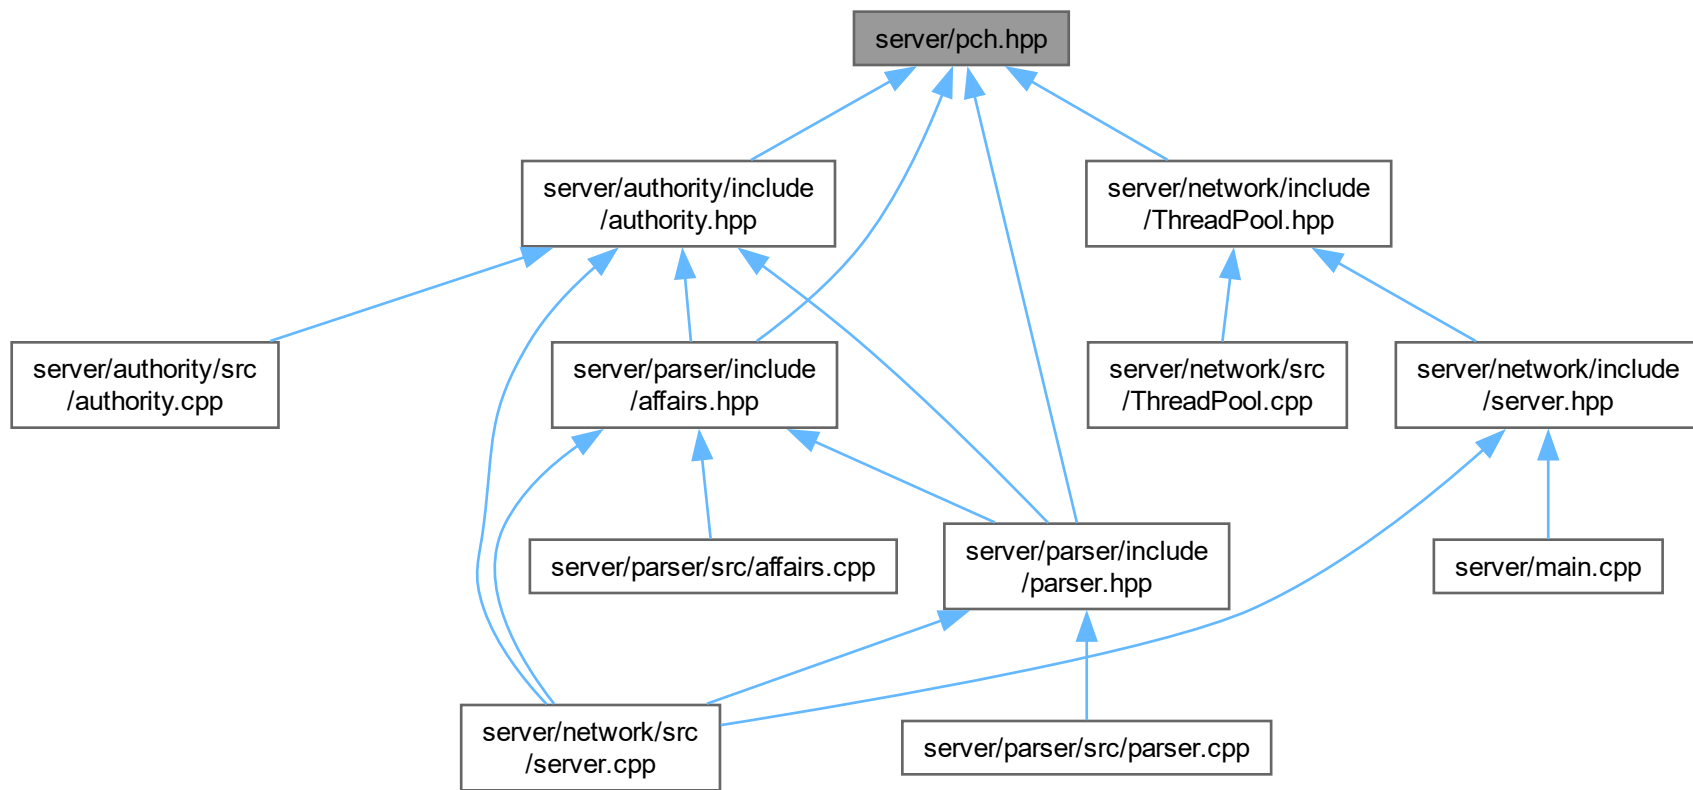 server/pch.hpp
server/authority/include
/authority.hpp
server/network/include
/ThreadPool.hpp
server/authority/src
/authority.cpp
server/parser/include
/affairs.hpp
server/network/src
/ThreadPool.cpp
server/network/include
/server.hpp
server/parser/src/affairs.cpp
server/parser/include
/parser.hpp
server/main.cpp
server/network/src
/server.cpp
server/parser/src/parser.cpp